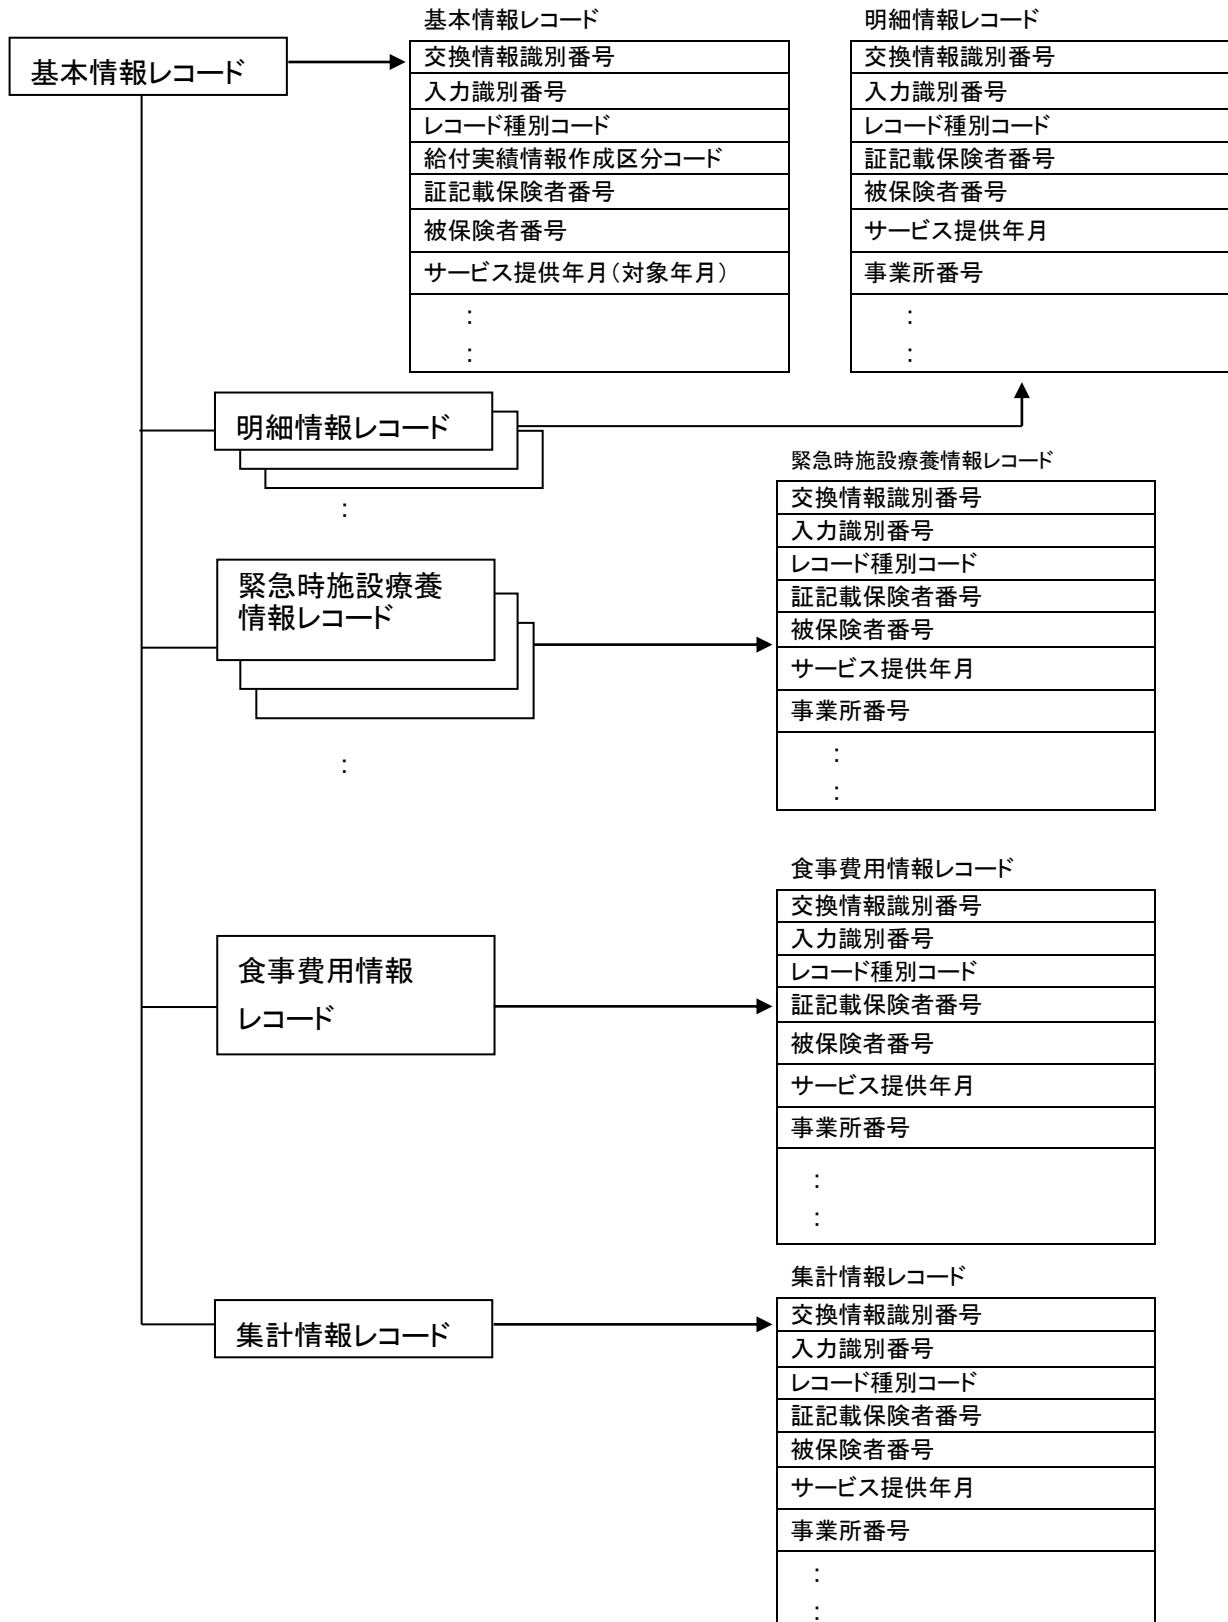 基本情報レコード
基本情報レコード
交換情報識別番号
入力識別番号
レコード種別コード
給付実績情報作成区分コード
証記載保険者番号
被保険者番号
サービス提供年月(対象年月)
:
:
明細情報レコード
交換情報識別番号
入力識別番号
レコード種別コード
証記載保険者番号
被保険者番号
サービス提供年月
事業所番号
:
:
明細情報レコード
:
緊急時施設療養
情報レコード
:
緊急時施設療養情報レコード
交換情報識別番号
入力識別番号
レコード種別コード
証記載保険者番号
被保険者番号
サービス提供年月
事業所番号
:
:
食事費用情報
レコード
食事費用情報レコード
交換情報識別番号
入力識別番号
レコード種別コード
証記載保険者番号
被保険者番号
サービス提供年月
事業所番号
:
:
集計情報レコード
集計情報レコード
交換情報識別番号
入力識別番号
レコード種別コード
証記載保険者番号
被保険者番号
サービス提供年月
事業所番号
:
: